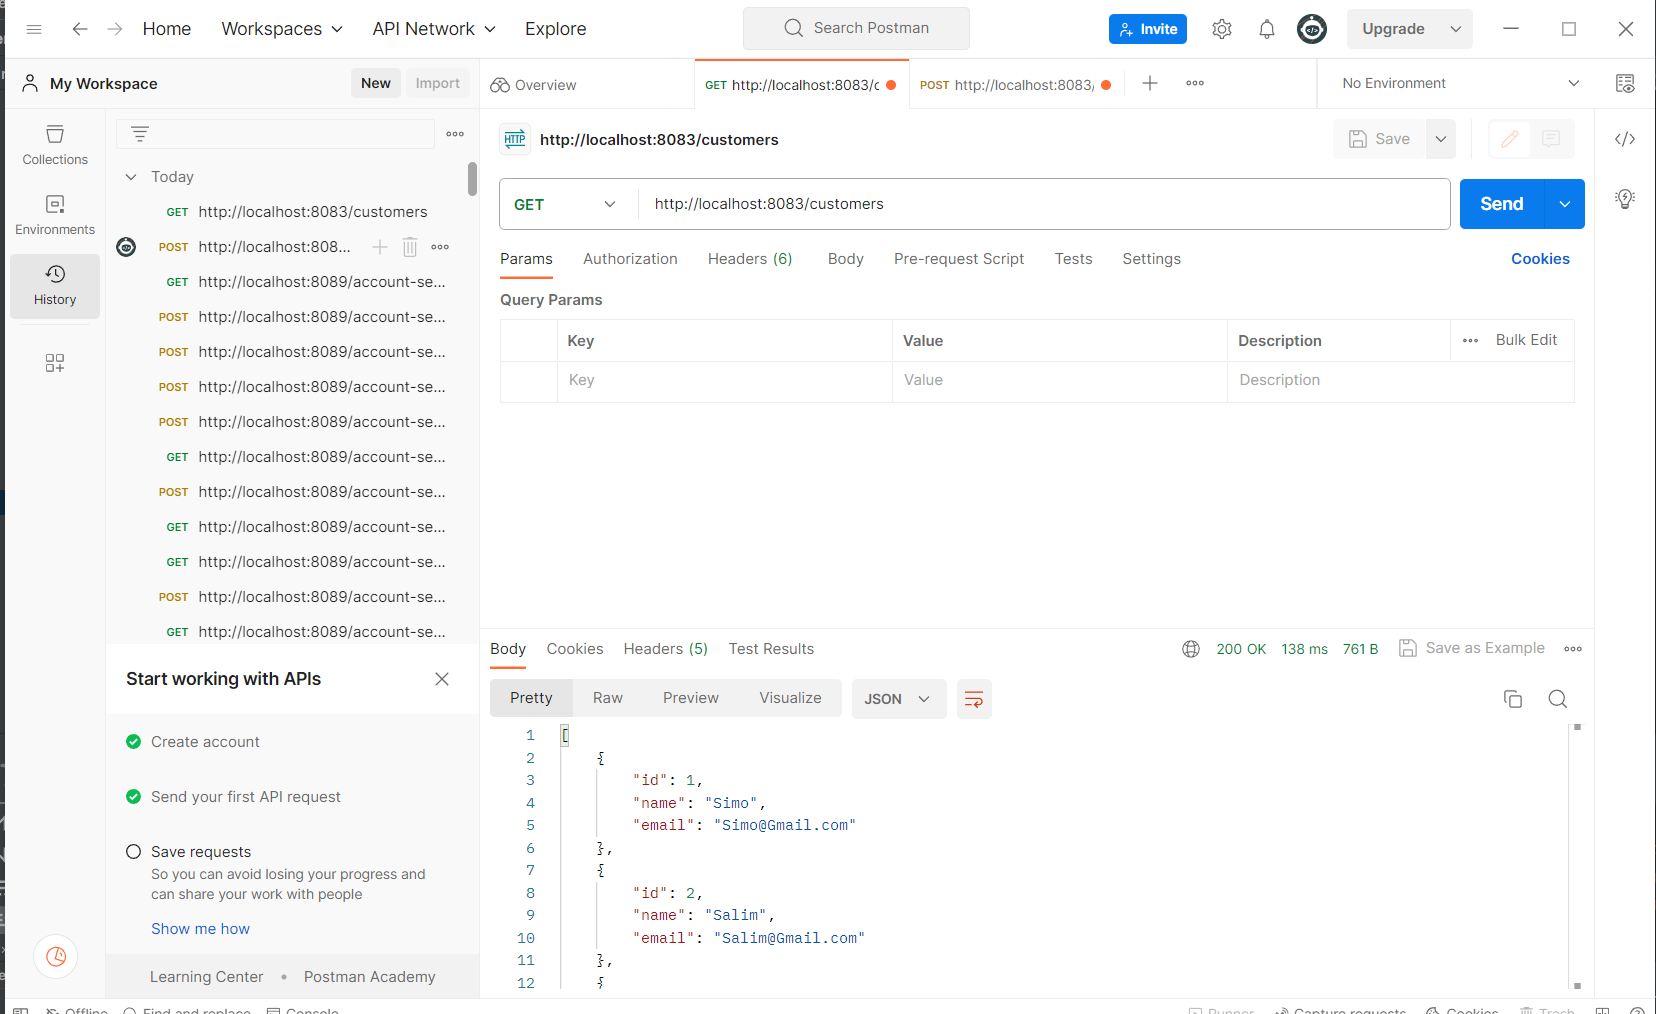 Home
Workspaces
API Network
Explore
Search Postman
Invite
Upgrade
My Workspace
New
Import
Overview
GET http://localhost:8083/c
POST http://localhost:8083/
No Environment
Collections
Environments
History
Today
GET http://localhost:8083/customers
POST http://localhost:808...
GET http://localhost:8089/account-se...
POST http://localhost:8089/account-se...
POST http://localhost:8089/account-se...
POST http://localhost:8089/account-se...
POST http://localhost:8089/account-se...
GET http://localhost:8089/account-se...
POST http://localhost:8089/account-se...
GET http://localhost:8089/account-se...
GET http://localhost:8089/account-se...
POST http://localhost:8089/account-se...
GET http://localhost:8089/account-se...
Start working with APIs
Create account
Send your first API request
Save requests
So you can avoid losing your progress and
can share your work with people
Show me how
Learning Center • Postman Academy
HTTP http://localhost:8083/customers
Save
GET http://localhost:8083/customers
Send
Params Authorization Headers (6) Body Pre-request Script Tests Settings
Cookies
Query Params
Key Value Description Bulk Edit
Key Value Description
Body Cookies Headers (5) Test Results
200 OK 138 ms 761 B Save as Example
Pretty Raw Preview Visualize JSON
1 [
2 {
3 "id": 1,
4 "name": "Simo",
5 "email": "Simo@Gmail.com"
6 },
7 {
8 "id": 2,
9 "name": "Salim",
10 "email": "Salim@Gmail.com"
11 },
12 {
Offline Find and replace Console
Runner Capture requests Cookies Trash